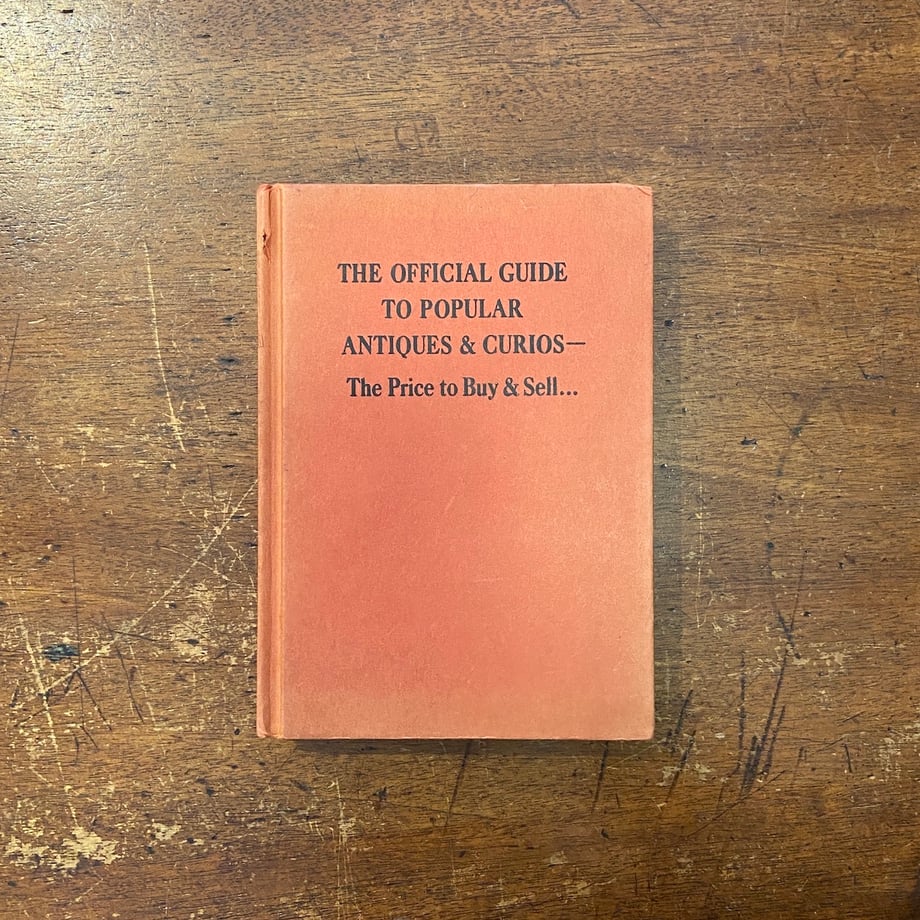 THE OFFICIAL GUIDE
TO POPULAR
ANTIQUES & CURIOS—
The Price to Buy & Sell...